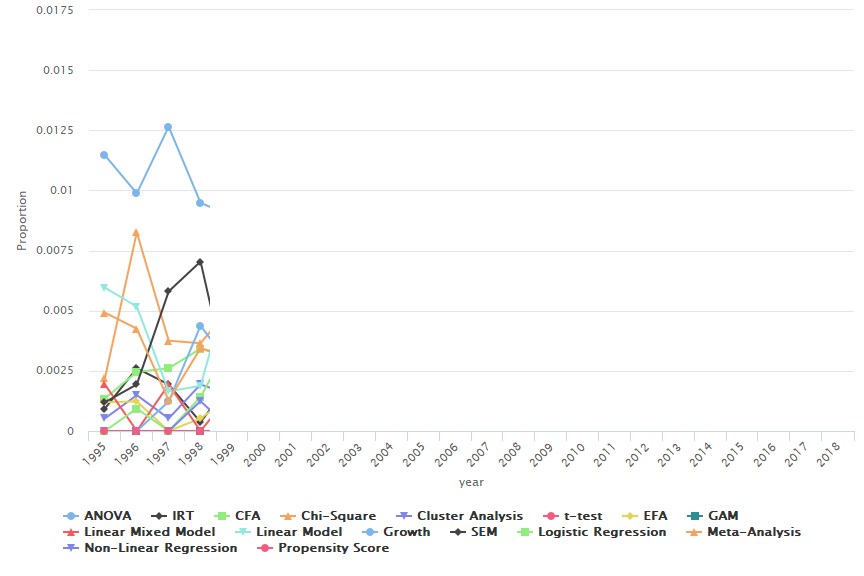 0.0175
0.015
0.0125
0.01
0.0075
0.005
0.0025
0
Proportion
1995 1996 1997 1998 1999 2000 2001 2002 2003 2004 2005 2006 2007 2008 2009 2010 2011 2012 2013 2014 2015 2016 2017 2018
year
ANOVA IRT CFA Chi-Square Cluster Analysis t-test EFA GAM
Linear Mixed Model Linear Model Growth SEM Logistic Regression Meta-Analysis
Non-Linear Regression Propensity Score